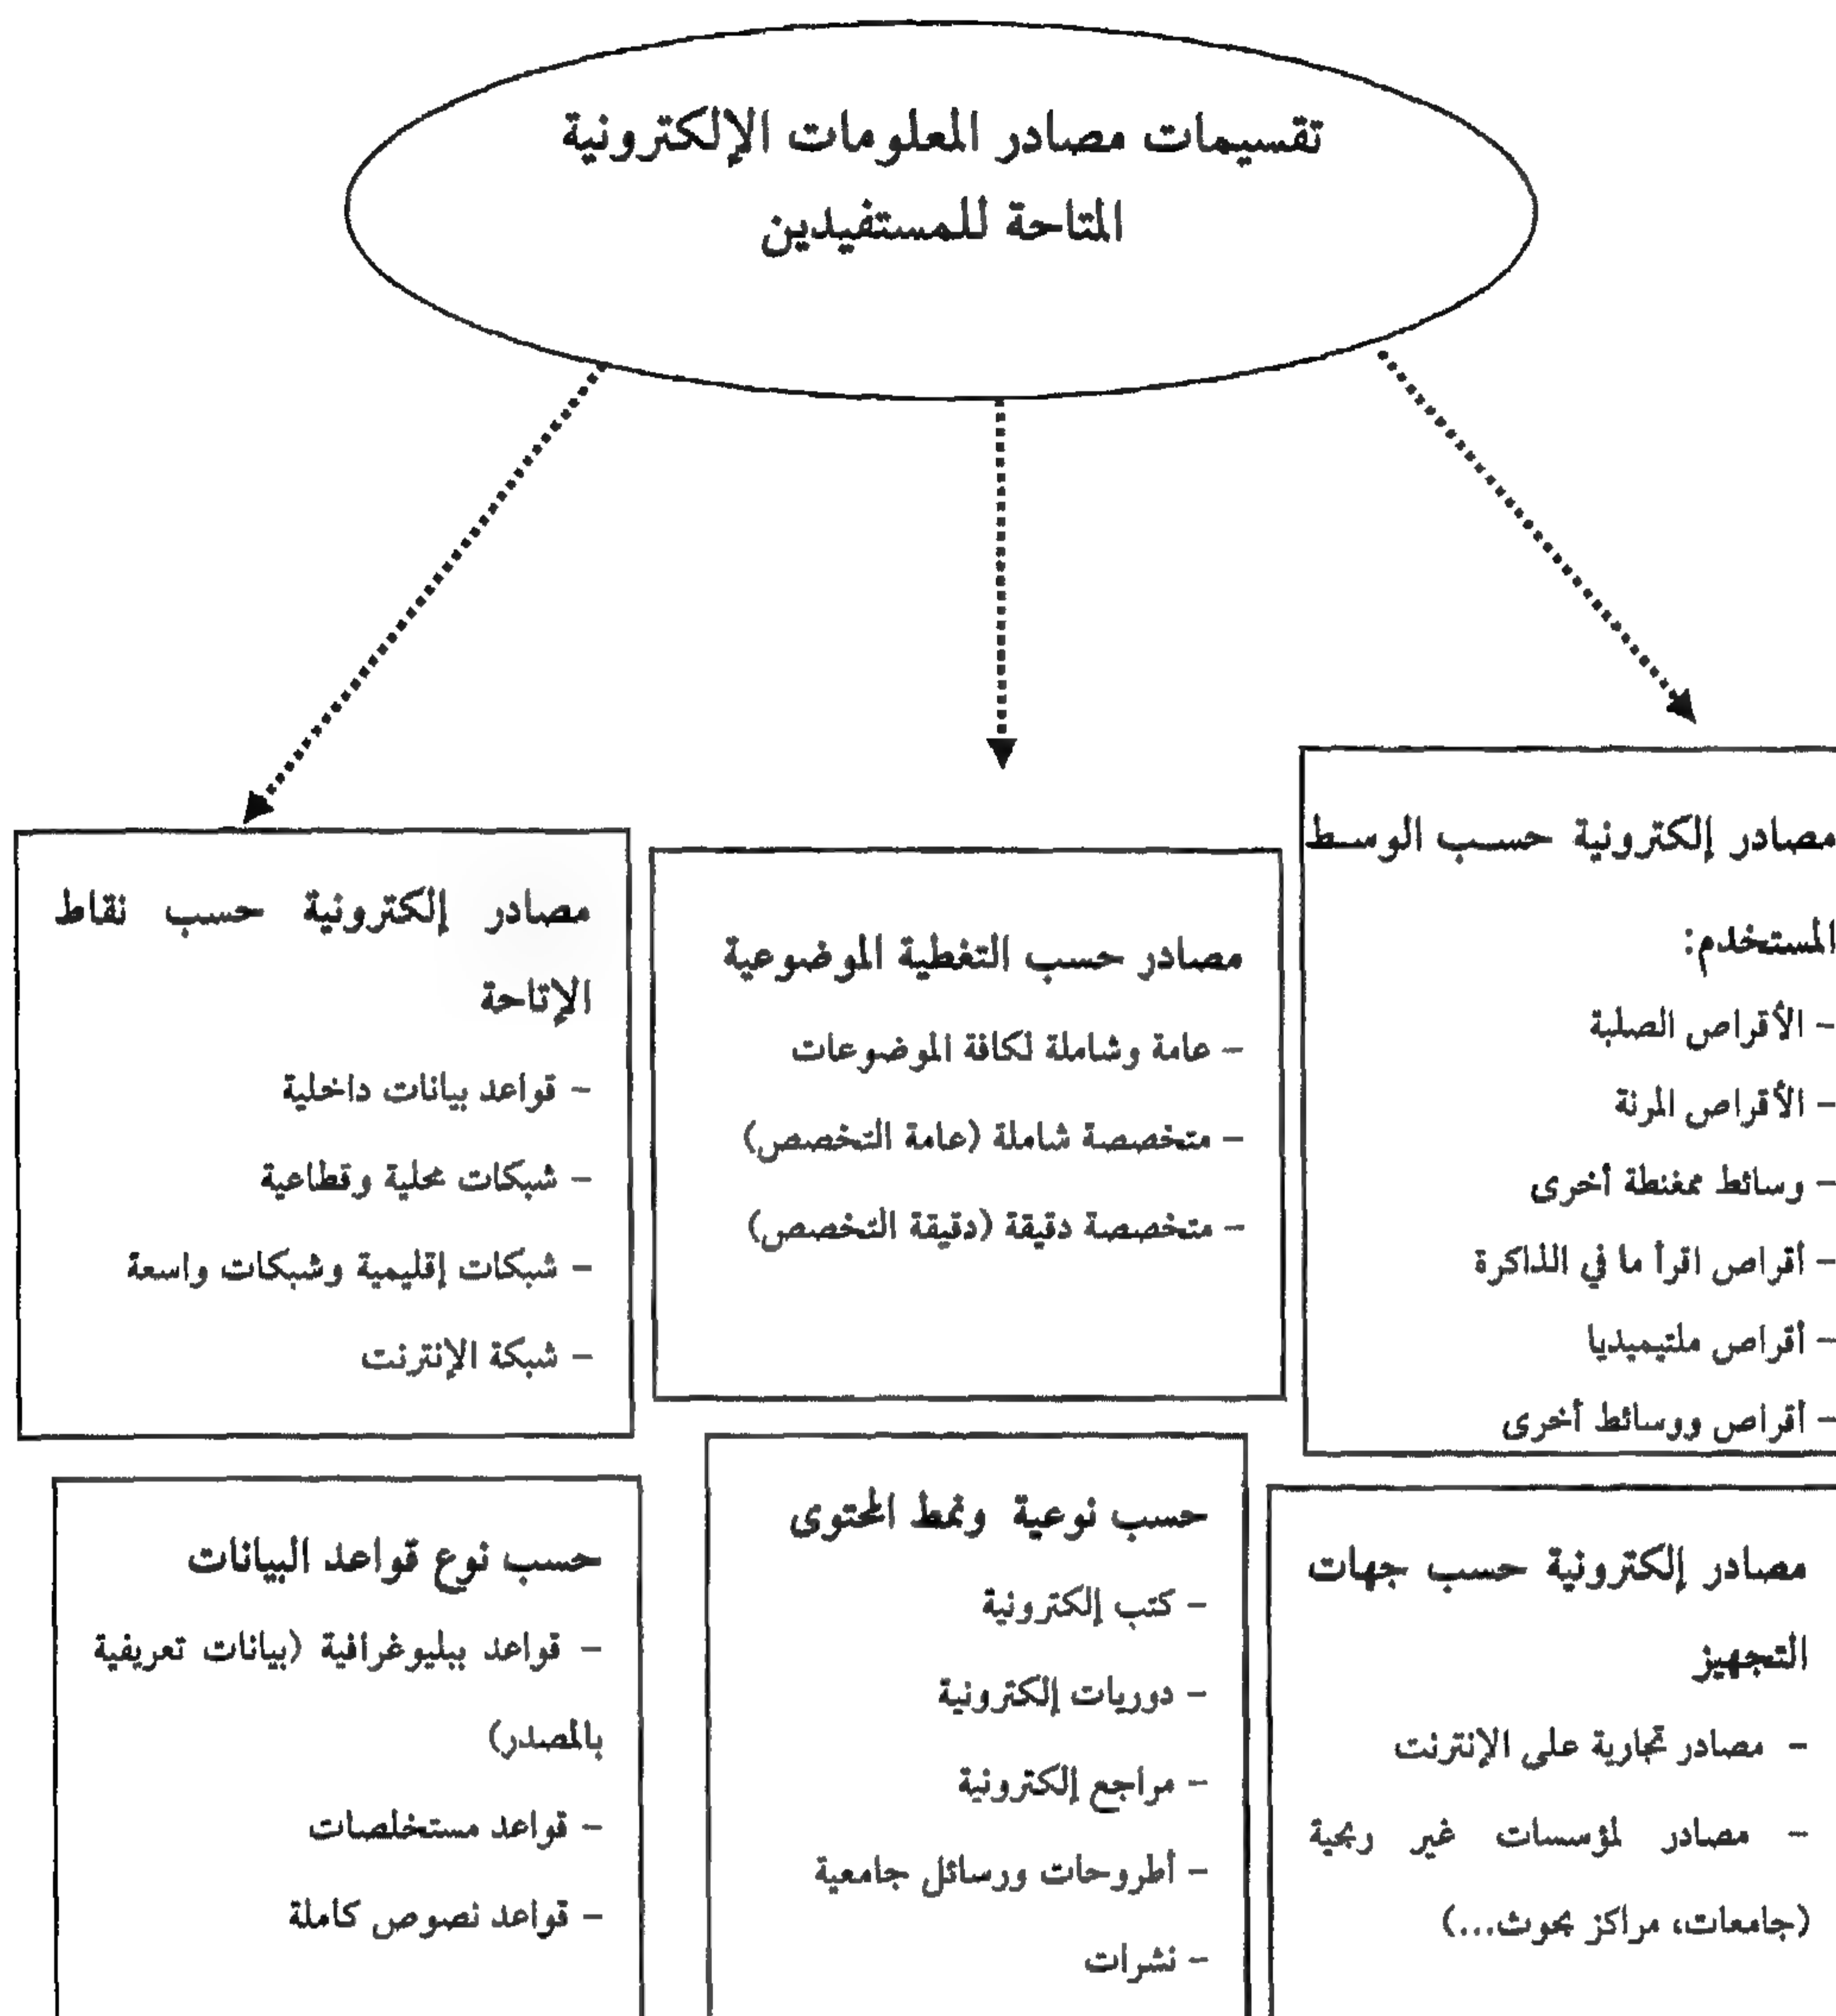 تقسيمات مصادر المعلومات الإلكترونية
المتاحة للمستفيدين
مصادر إلكترونية حسب الوسط
المستخدم:
- الأقراص الصلبة
- الأقراص المرنة
- وسائط ممغنطة أخرى
- أقراص اقرأ ما في الذاكرة
- أقراص ملتيميديا
- أقراص ووسائط أخرى
مصادر حسب التغطية الموضوعية
- عامة وشاملة لكافة الموضوعات
- متخصصة شاملة (عامة التخصص)
- متخصصة دقيقة (دقيقة التخصص)
مصادر إلكترونية حسب نقاط
الإتاحة
- قواعد بيانات داخلية
- شبكات محلية وقطاعية
- شبكات إقليمية وشبكات واسعة
- شبكة الإنترنت
مصادر إلكترونية حسب جهات
التجهيز
- مصادر تجارية على الإنترنت
- مصادر لمؤسسات غير ربحية
(جامعات، مراكز بحوث...)
حسب نوعية ونمط المحتوى
- كتب إلكترونية
- دوريات إلكترونية
- مراجع إلكترونية
- أطروحات ورسائل جامعية
- نشرات
حسب نوع قواعد البيانات
- قواعد ببليوغرافية (بيانات تعريفية
بالمصدر)
- قواعد مستخلصات
- قواعد نصوص كاملة